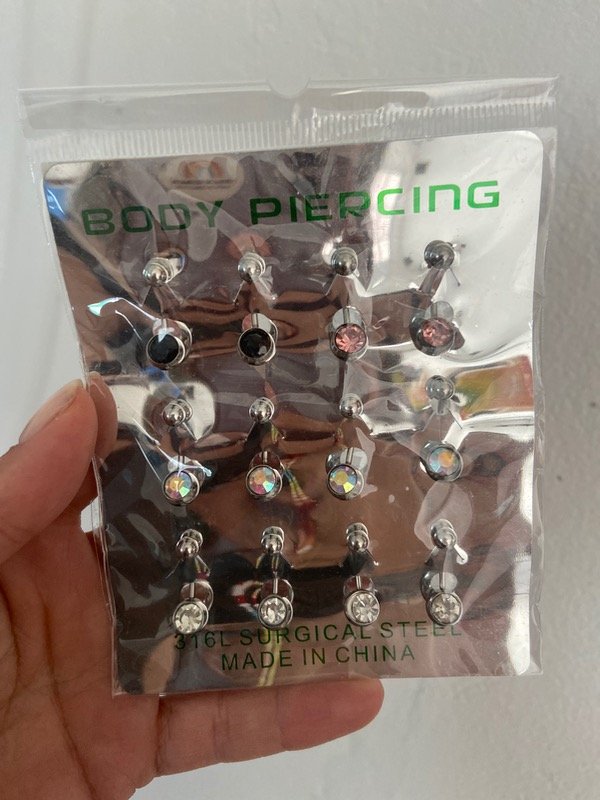 BODY PIERCING
316L SURGICAL STEEL
MADE IN CHINA